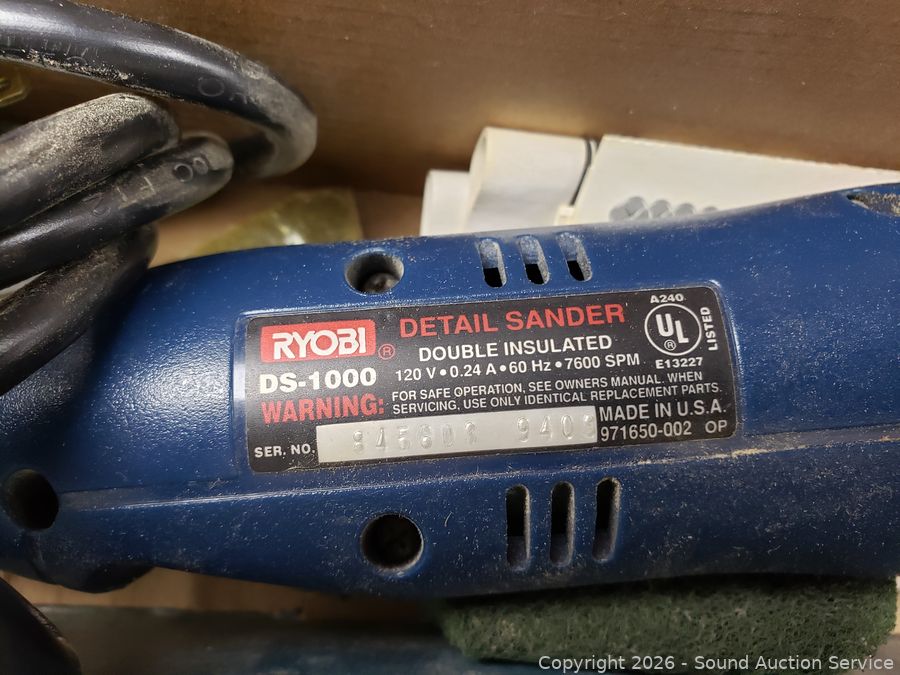 RYOBI ® DETAIL SANDER
DS-1000
DOUBLE INSULATED
120 V • 0.24 A • 60 Hz • 7600 SPM
WARNING: FOR SAFE OPERATION, SEE OWNERS MANUAL. WHEN
SERVICING, USE ONLY IDENTICAL REPLACEMENT PARTS.
A240
UL ®
LISTED
E13227
SER. NO.
MADE IN U.S.A.
971650-002 OP
Copyright © 2026 - Sound Auction Service